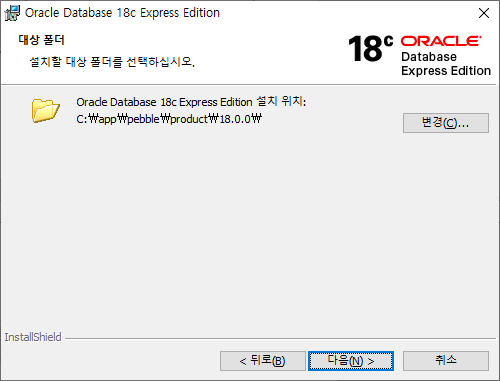 Oracle Database 18c Express Edition
대상 폴더
설치할 대상 폴더를 선택하십시오.
18c ORACLE
Database
Express Edition
Oracle Database 18c Express Edition 설치 위치:
C:₩app₩pebble₩product₩18.0.0₩
변경(C)...
InstallShield
< 뒤로(B)
다음(N) >
취소